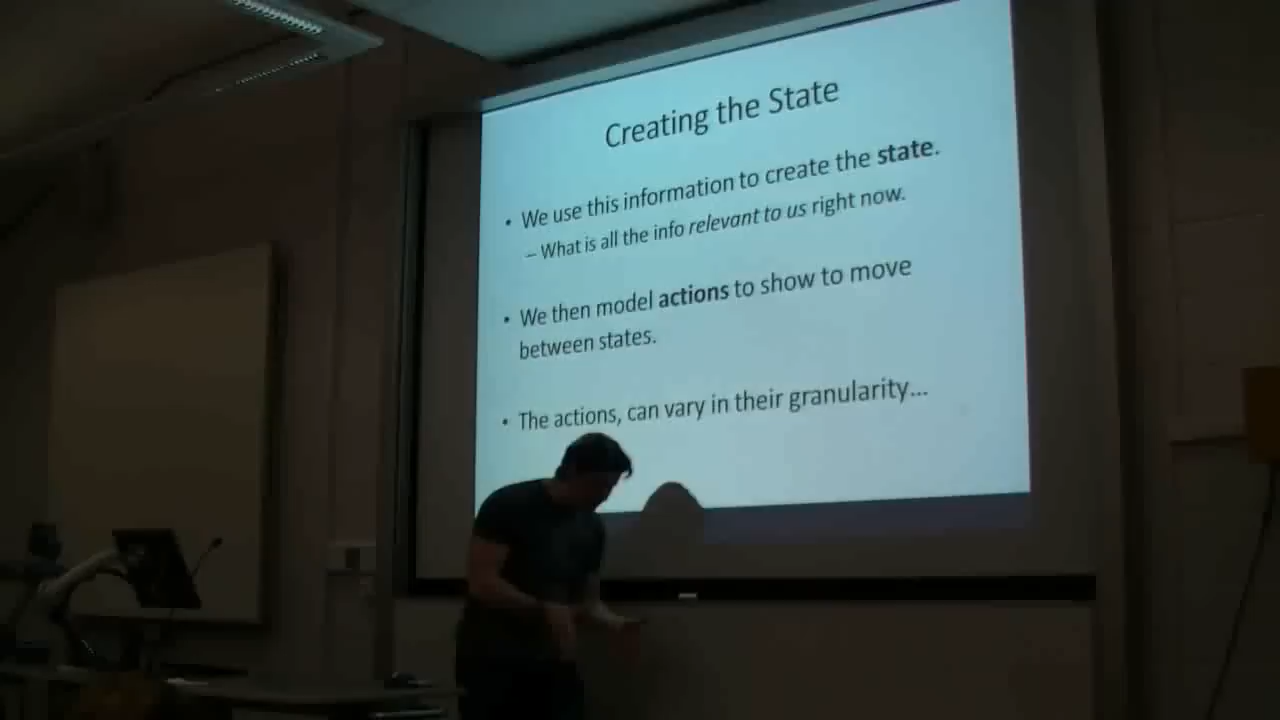 Creating the State
• We use this information to create the state.
– What is all the info relevant to us right now.
• We then model actions to show to move
between states.
• The actions, can vary in their granularity...